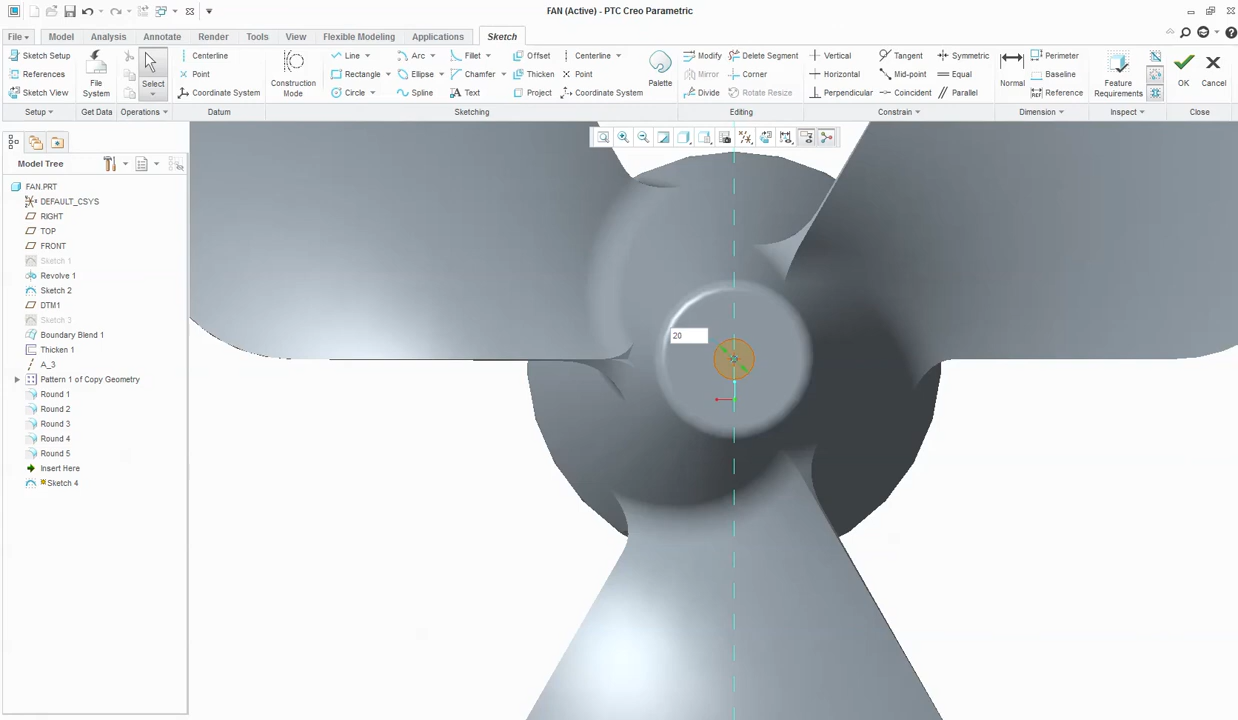 FAN (Active) - PTC Creo Parametric
File Model Analysis Annotate Render Tools View Flexible Modeling Applications Sketch
Sketch Setup
References
Sketch View
Setup
File System
Get Data
Select
Operations
Centerline
Point
Coordinate System
Datum
Construction Mode
Line Arc Fillet Offset Centerline
Rectangle Ellipse Chamfer Thicken Point
Circle Spline Text Project Coordinate System
Palette
Sketching
Modify Delete Segment
Mirror Corner
Divide Rotate Resize
Editing
Vertical Tangent Symmetric
Horizontal Mid-point Equal
Perpendicular Coincident Parallel
Constrain
Normal
Perimeter
Baseline
REF Reference
Dimension
Feature Requirements
Inspect
OK
Cancel
Close
Model Tree
FAN.PRT
DEFAULT_CSYS
RIGHT
TOP
FRONT
Sketch 1
Revolve 1
Sketch 2
DTM1
Sketch 3
Boundary Blend 1
Thicken 1
A_3
Pattern 1 of Copy Geometry
Round 1
Round 2
Round 3
Round 4
Round 5
Insert Here
Sketch 4
20